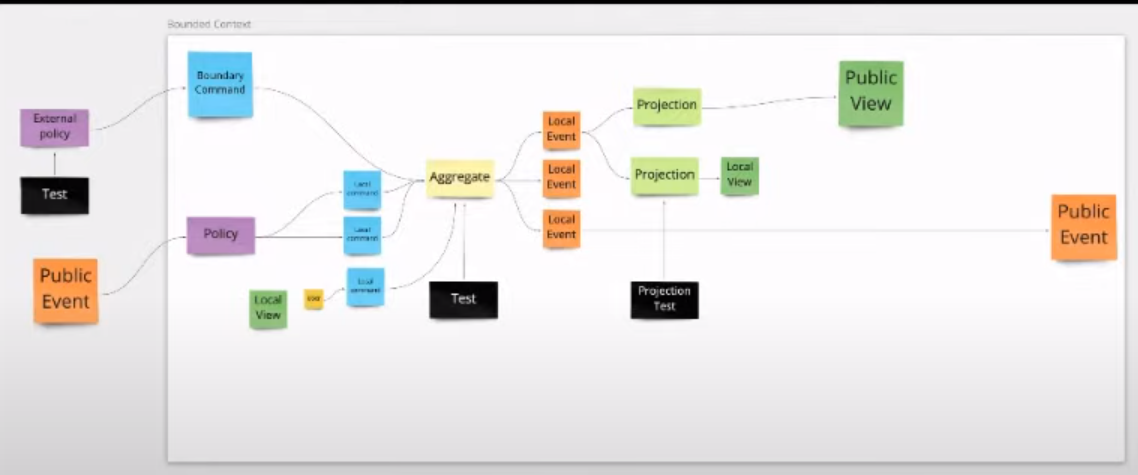 Bounded Context
Boundary
Command
External
policy
Test
Public
Event
Policy
Local
command
Local
command
Local
command
Local
View
user
Aggregate
Test
Local
Event
Local
Event
Local
Event
Projection
Projection
Local
View
Projection
Test
Public
View
Public
Event